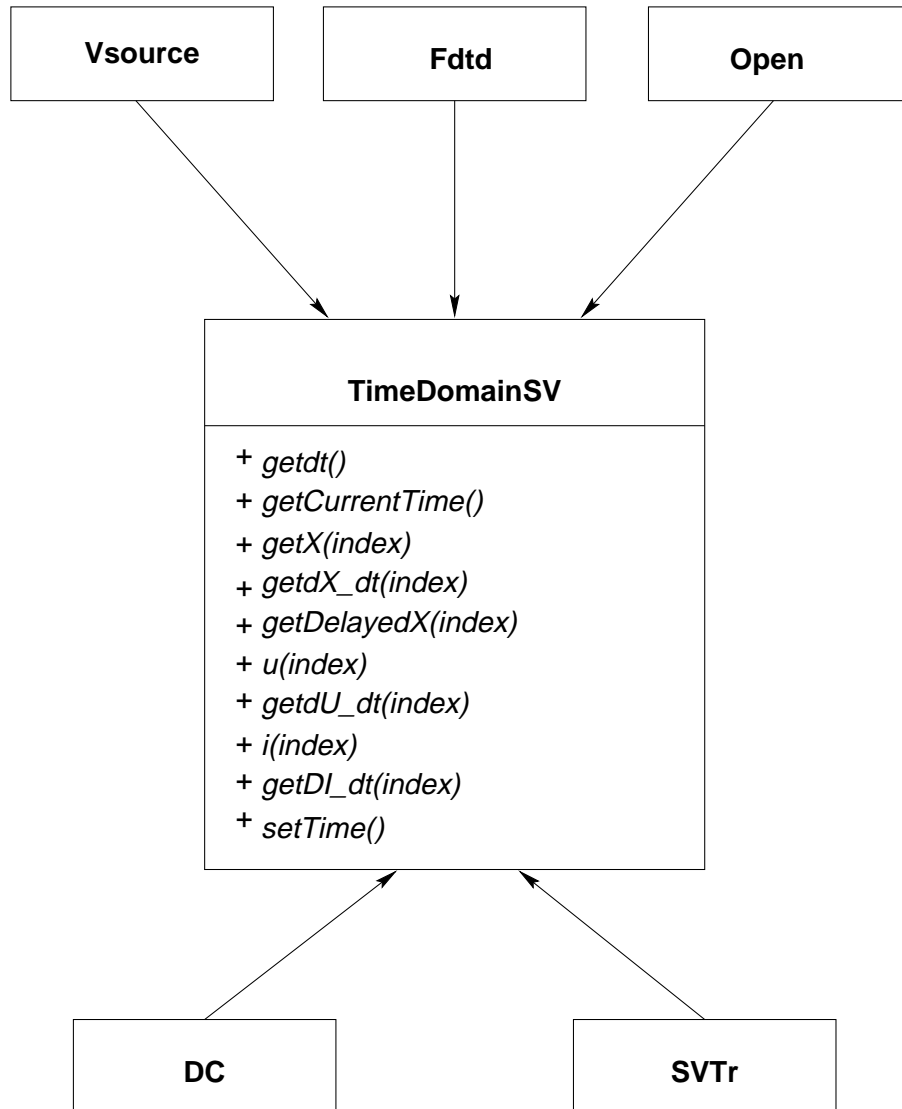 Vsource
Fdtd
Open
TimeDomainSV
+ getdt()
+ getCurrentTime()
+ getX(index)
+ getdX_dt(index)
+ getDelayedX(index)
+ u(index)
+ getdU_dt(index)
+ i(index)
+ getDI_dt(index)
+ setTime()
DC
SVTr